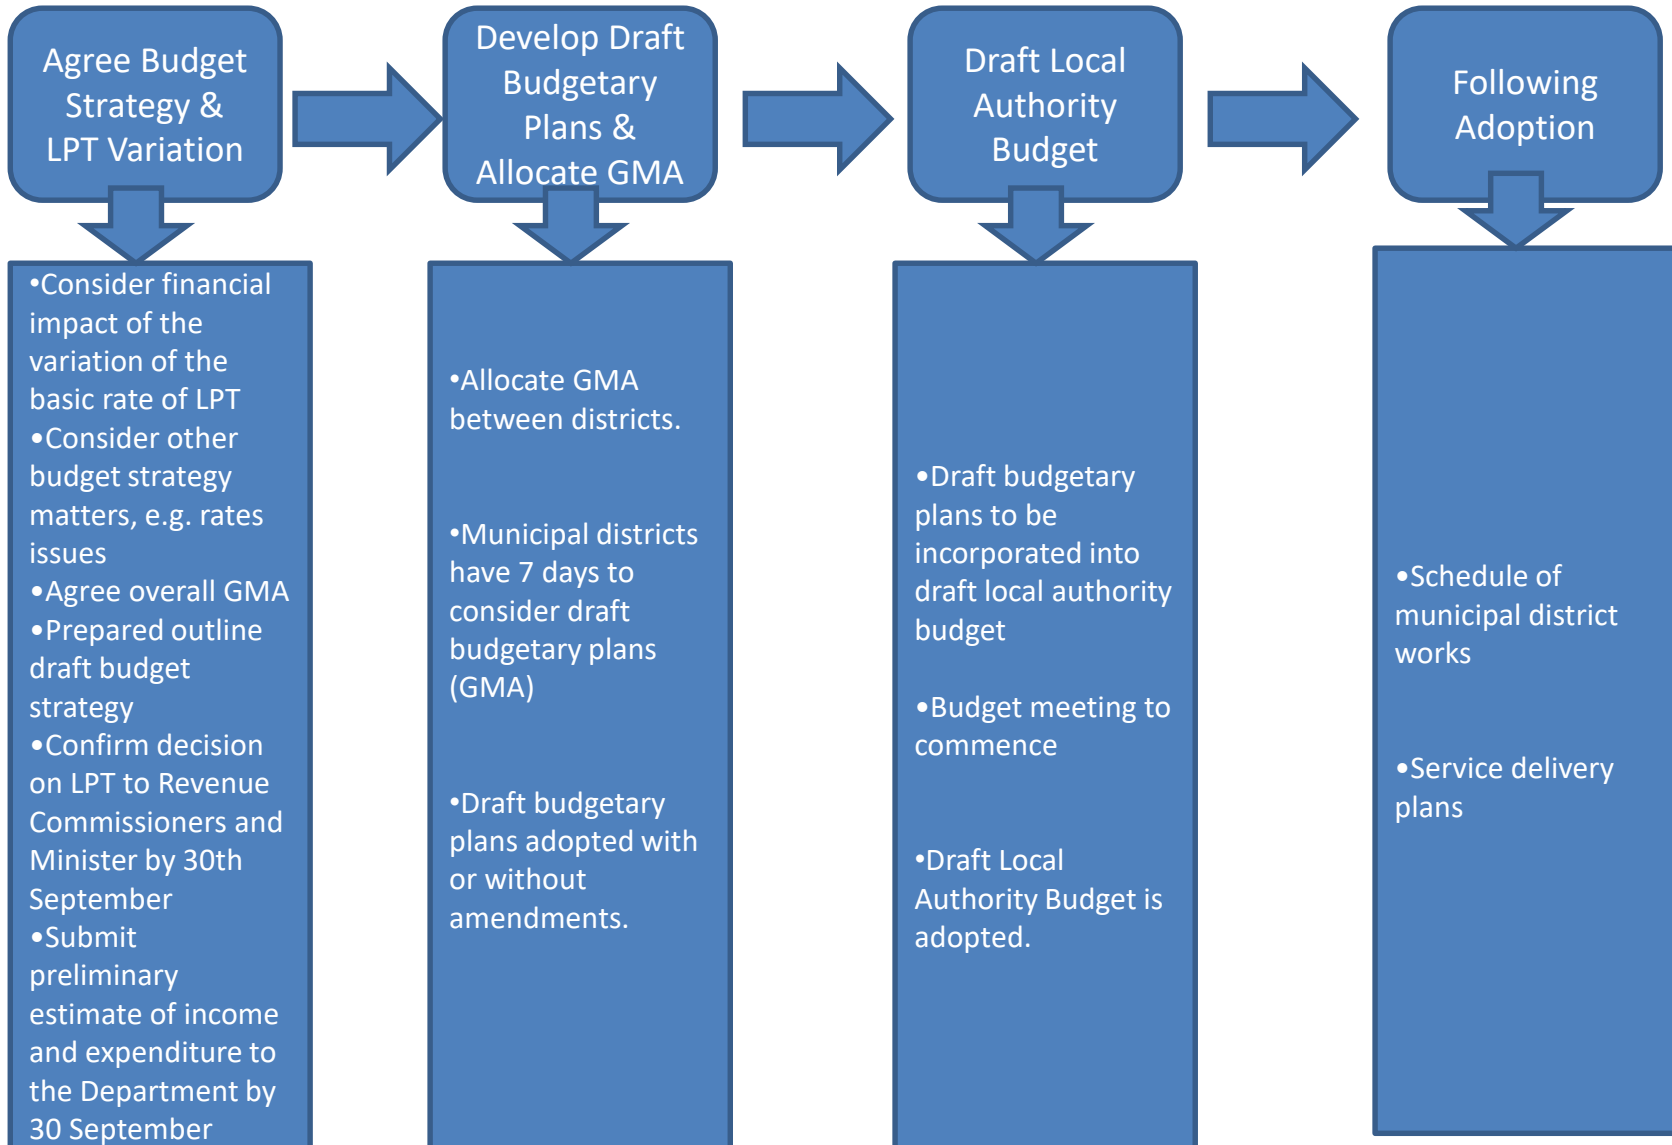 Agree Budget
Strategy &
LPT Variation
Develop Draft
Budgetary
Plans &
Allocate GMA
Draft Local
Authority
Budget
Following
Adoption
•Consider financial
impact of the
variation of the
basic rate of LPT
•Consider other
budget strategy
matters, e.g. rates
issues
•Agree overall GMA
•Prepared outline
draft budget
strategy
•Confirm decision
on LPT to Revenue
Commissioners and
Minister by 30th
September
•Submit
preliminary
estimate of income
and expenditure to
the Department by
30 September
•Allocate GMA
between districts.
•Municipal districts
have 7 days to
consider draft
budgetary plans
(GMA)
•Draft budgetary
plans adopted with
or without
amendments.
•Draft budgetary
plans to be
incorporated into
draft local authority
budget
•Budget meeting to
commence
•Draft Local
Authority Budget is
adopted.
•Schedule of
municipal district
works
•Service delivery
plans